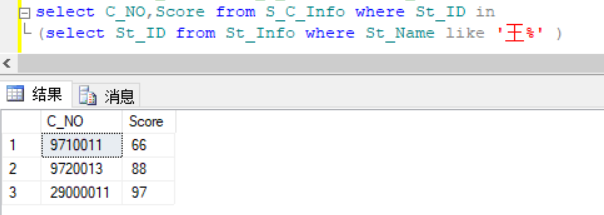 select C_NO,Score from S_C_Info where St_ID in
(select St_ID from St_Info where St_Name like '王%' )
结果 消息
C_NO Score
1 9710011 66
2 9720013 88
3 29000011 97